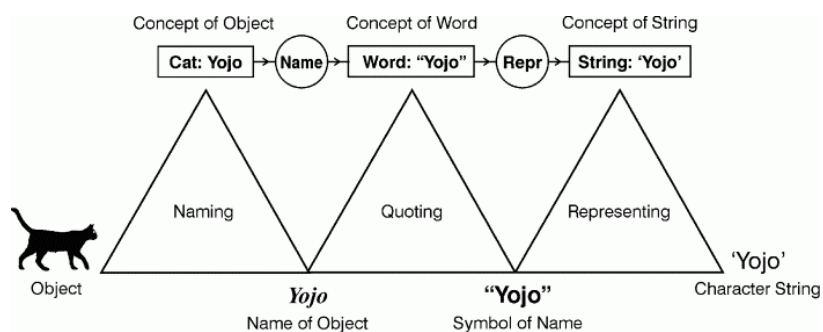 Concept of Object Concept of Word Concept of String
Cat: Yojo Name Word: “Yojo” Repr String: ‘Yojo’
Naming Quoting Representing
Yojo “Yojo” ‘Yojo’
Object Character String
Name of Object Symbol of Name